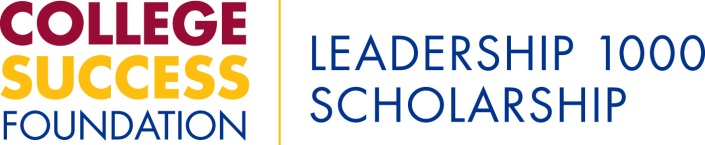 COLLEGE
SUCCESS
FOUNDATION
LEADERSHIP 1000
SCHOLARSHIP